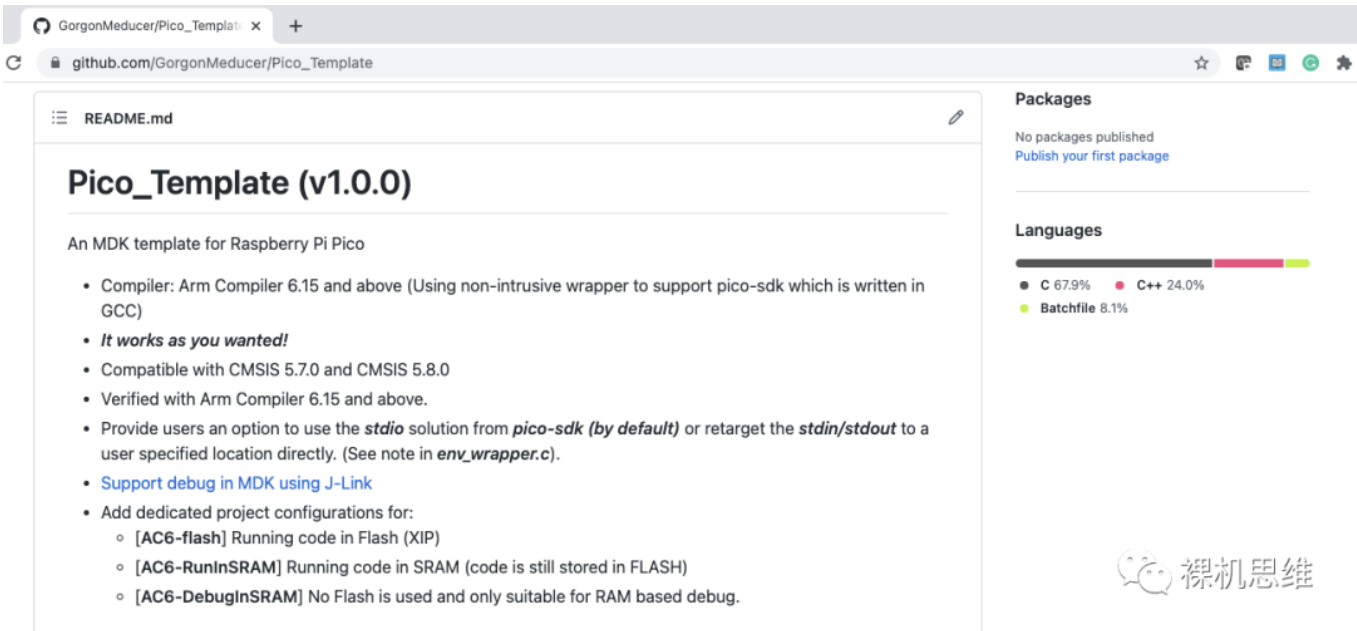 GorgonMeducer/Pico_Templat
github.com/GorgonMeducer/Pico_Template
README.md
Pico_Template (v1.0.0)
An MDK template for Raspberry Pi Pico
• Compiler: Arm Compiler 6.15 and above (Using non-intrusive wrapper to support pico-sdk which is written in
GCC)
• It works as you wanted!
• Compatible with CMSIS 5.7.0 and CMSIS 5.8.0
• Verified with Arm Compiler 6.15 and above.
• Provide users an option to use the stdio solution from pico-sdk (by default) or retarget the stdin/stdout to a
user specified location directly. (See note in env_wrapper.c).
• Support debug in MDK using J-Link
• Add dedicated project configurations for:
◦ [AC6-flash] Running code in Flash (XIP)
◦ [AC6-RunInSRAM] Running code in SRAM (code is still stored in FLASH)
◦ [AC6-DebugInSRAM] No Flash is used and only suitable for RAM based debug.
Packages
No packages published
Publish your first package
Languages
C 67.9%
C++ 24.0%
Batchfile 8.1%
裸机思维